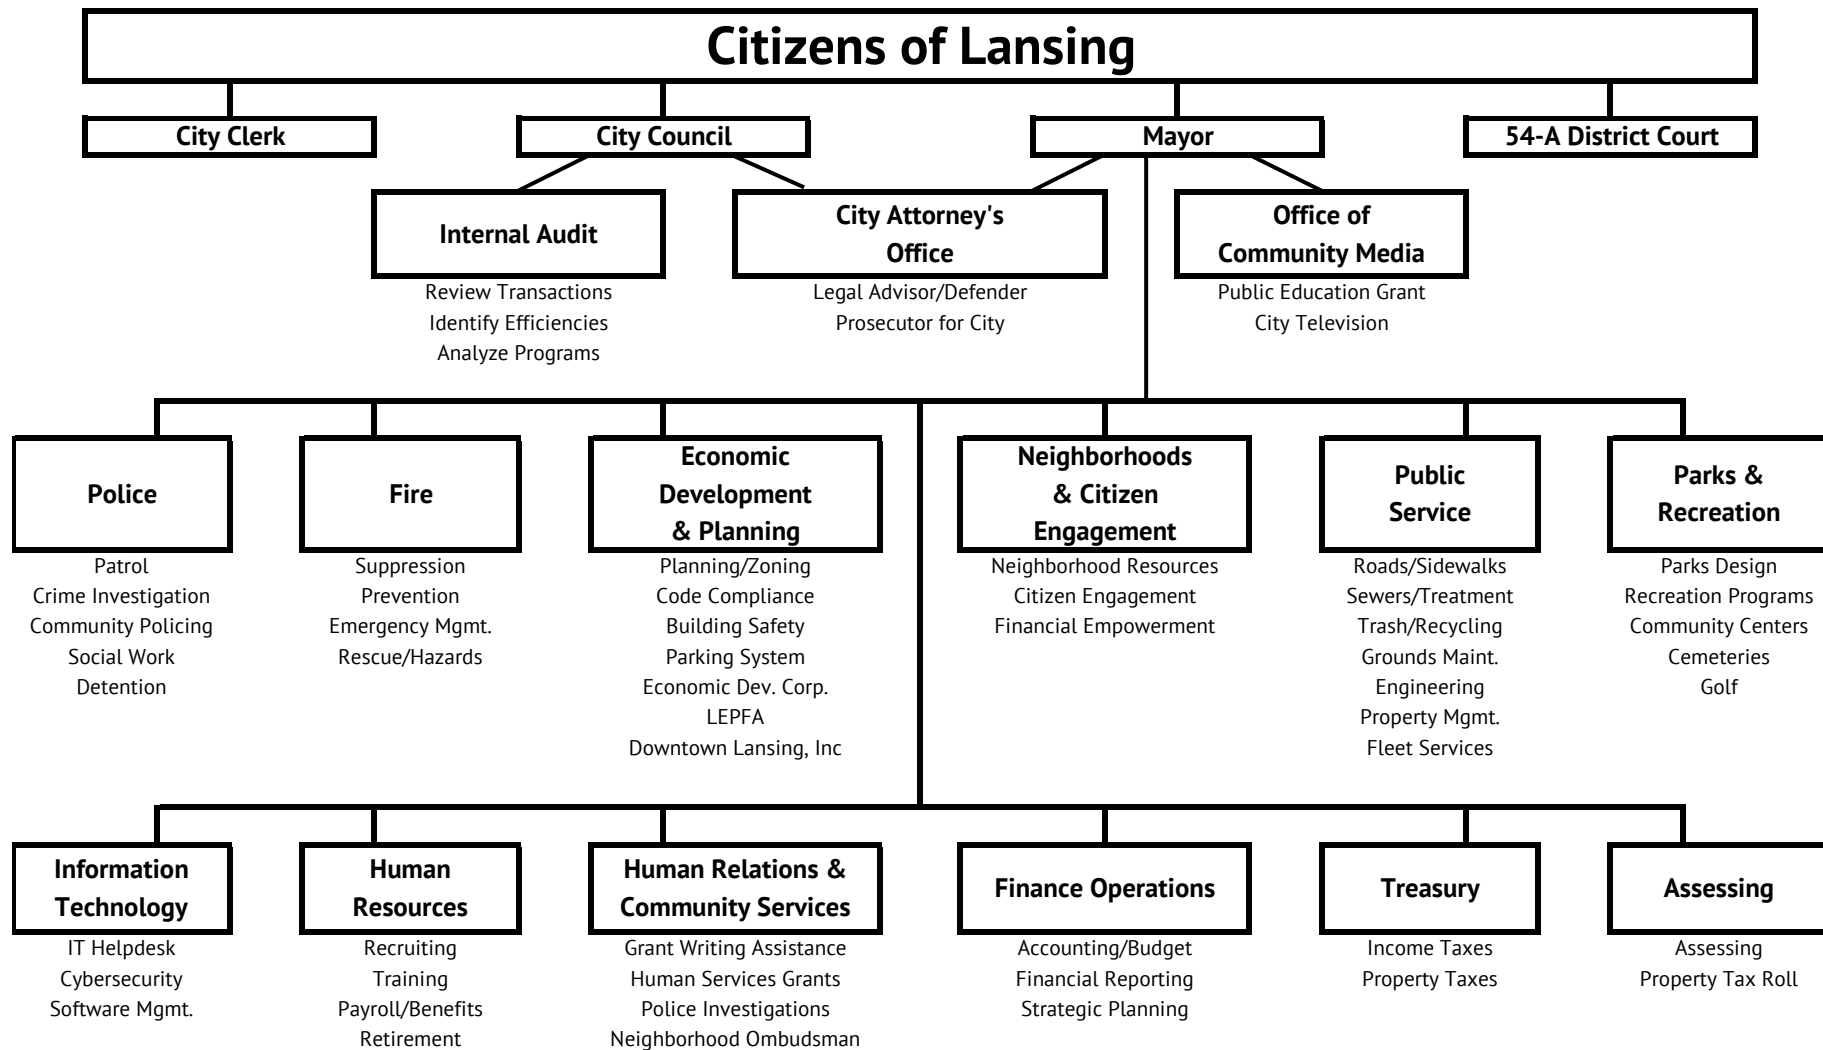 Citizens of Lansing
City Clerk
City Council
Mayor
54-A District Court
Internal Audit
Review Transactions
Identify Efficiencies
Analyze Programs
City Attorney's
Office
Legal Advisor/Defender
Prosecutor for City
Office of
Community Media
Public Education Grant
City Television
Police
Patrol
Crime Investigation
Community Policing
Social Work
Detention
Fire
Suppression
Prevention
Emergency Mgmt.
Rescue/Hazards
Economic
Development
& Planning
Planning/Zoning
Code Compliance
Building Safety
Parking System
Economic Dev. Corp.
LEPFA
Downtown Lansing, Inc
Neighborhoods
& Citizen
Engagement
Neighborhood Resources
Citizen Engagement
Financial Empowerment
Public
Service
Roads/Sidewalks
Sewers/Treatment
Trash/Recycling
Grounds Maint.
Engineering
Property Mgmt.
Fleet Services
Parks &
Recreation
Parks Design
Recreation Programs
Community Centers
Cemeteries
Golf
Information
Technology
IT Helpdesk
Cybersecurity
Software Mgmt.
Human
Resources
Recruiting
Training
Payroll/Benefits
Retirement
Human Relations &
Community Services
Grant Writing Assistance
Human Services Grants
Police Investigations
Neighborhood Ombudsman
Finance Operations
Accounting/Budget
Financial Reporting
Strategic Planning
Treasury
Income Taxes
Property Taxes
Assessing
Assessing
Property Tax Roll